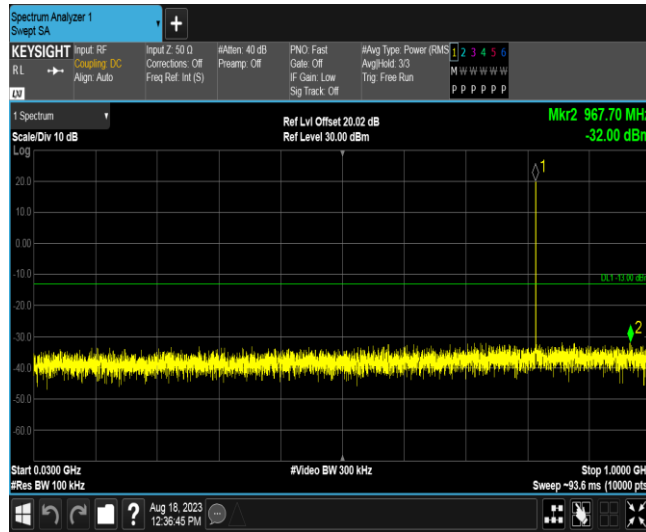 Spectrum Analyzer 1
Swept SA
+
KEYSIGHT
RL
LXI
Input: RF
Coupling: DC
Align: Auto
Input Z: 50 Ω
Corrections: Off
Freq Ref: Int (S)
#Atten: 40 dB
Preamp: Off
PNO: Fast
Gate: Off
IF Gain: Low
Sig Track: Off
#Avg Type: Power (RMS
Avg|Hold: 3/3
Trig: Free Run
1 2 3 4 5 6
M W W W W W
P P P P P P
1 Spectrum
Scale/Div 10 dB
Log
Ref Lvl Offset 20.02 dB
Ref Level 30.00 dBm
Mkr2 967.70 MHz
-32.00 dBm
1
20.0
10.0
0.00
-10.0
DL1 -13.00 dBm
-20.0
-30.0
2
-40.0
-50.0
-60.0
Start 0.0300 GHz
#Res BW 100 kHz
#Video BW 300 kHz
Stop 1.0000 GHz
Sweep ~93.6 ms (10000 pts)
?
Aug 18, 2023
12:36:45 PM